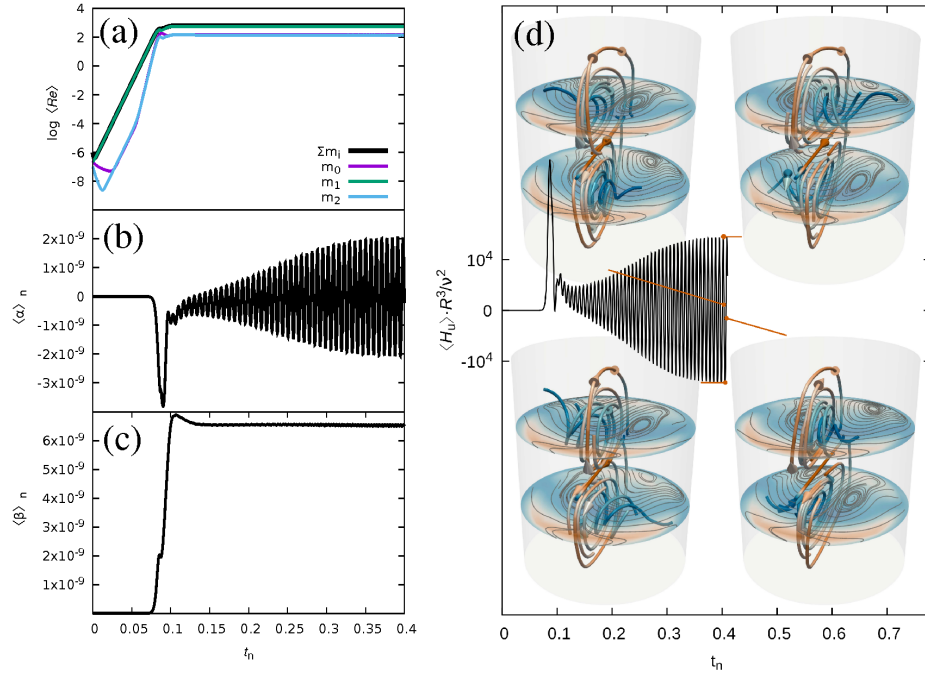 (a)
log ⟨Re⟩
4
2
0
-2
-4
-6
-8
Σmi
m0
m1
m2
(b)
⟨α⟩ n
2x10-9
1x10-9
0
-1x10-9
-2x10-9
-3x10-9
(c)
⟨β⟩ n
6x10-9
5x10-9
4x10-9
3x10-9
2x10-9
1x10-9
0 0.05 0.1 0.15 0.2 0.25 0.3 0.35 0.4
tn
(d)
⟨Hu⟩·R3/ν2
104
0
-104
0 0.1 0.2 0.3 0.4 0.5 0.6 0.7
tn